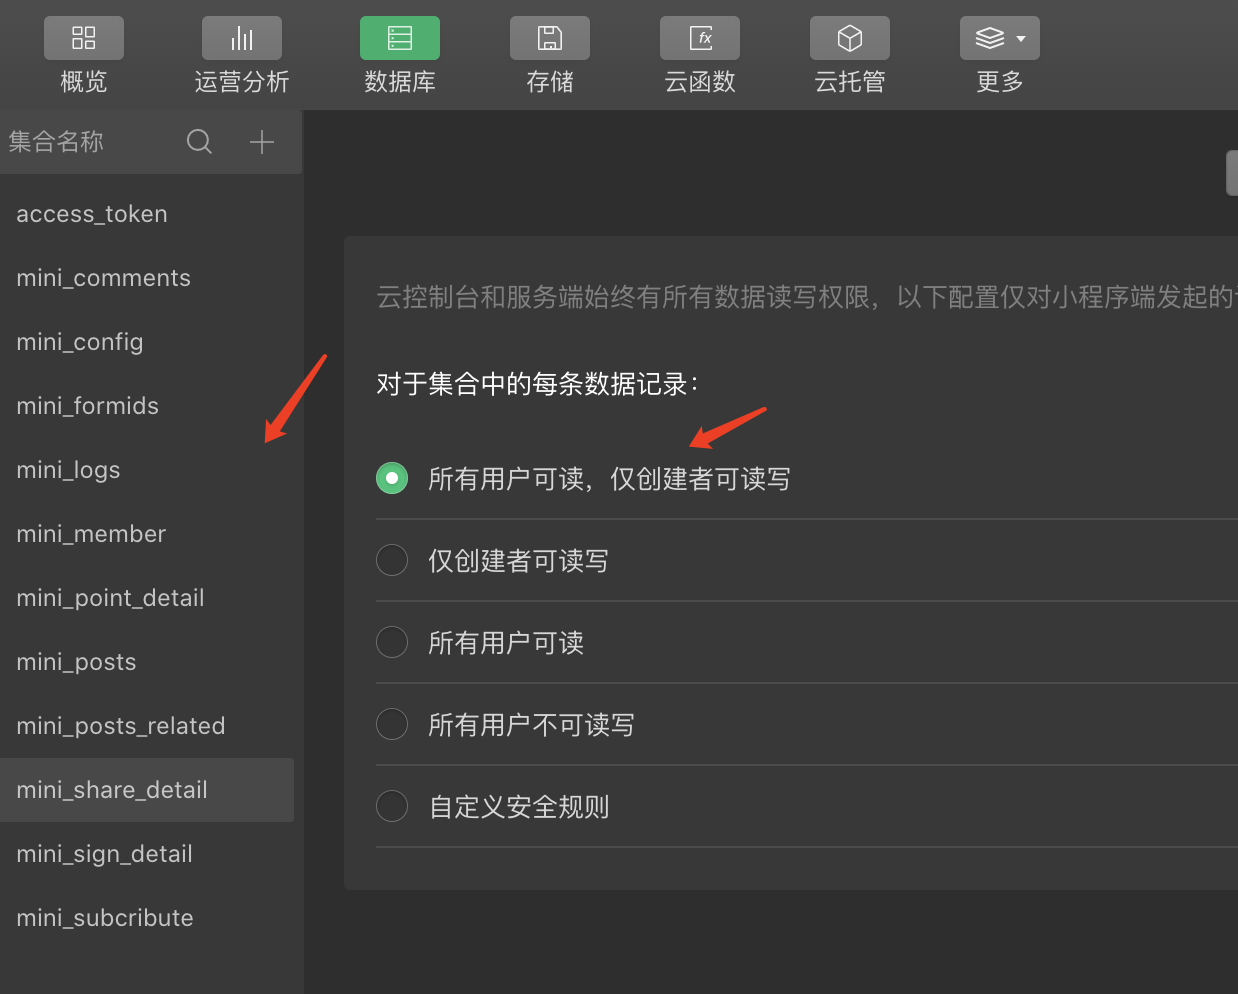 概览
运营分析
数据库
存储
fx
云函数
云托管
更多
集合名称
access_token
mini_comments
mini_config
mini_formids
mini_logs
mini_member
mini_point_detail
mini_posts
mini_posts_related
mini_share_detail
mini_sign_detail
mini_subcribute
云控制台和服务端始终有所有数据读写权限，以下配置仅对小程序端发起的
对于集合中的每条数据记录：
所有用户可读，仅创建者可读写
仅创建者可读写
所有用户可读
所有用户不可读写
自定义安全规则